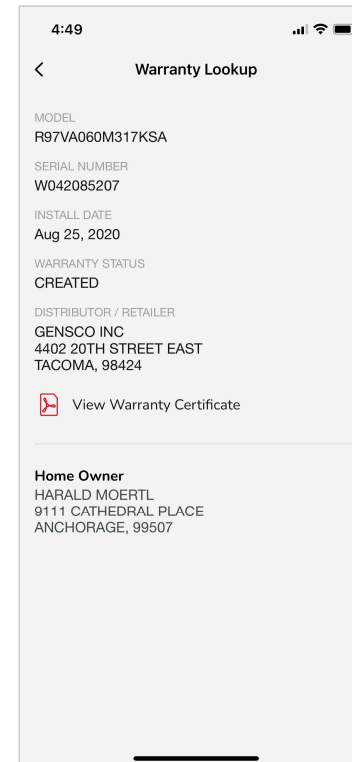 4:49
Warranty Lookup
MODEL
R97VA060M317KSA
SERIAL NUMBER
W042085207
INSTALL DATE
Aug 25, 2020
WARRANTY STATUS
CREATED
DISTRIBUTOR / RETAILER
GENSCO INC
4402 20TH STREET EAST
TACOMA, 98424
View Warranty Certificate
Home Owner
HARALD MOERTL
9111 CATHEDRAL PLACE
ANCHORAGE, 99507